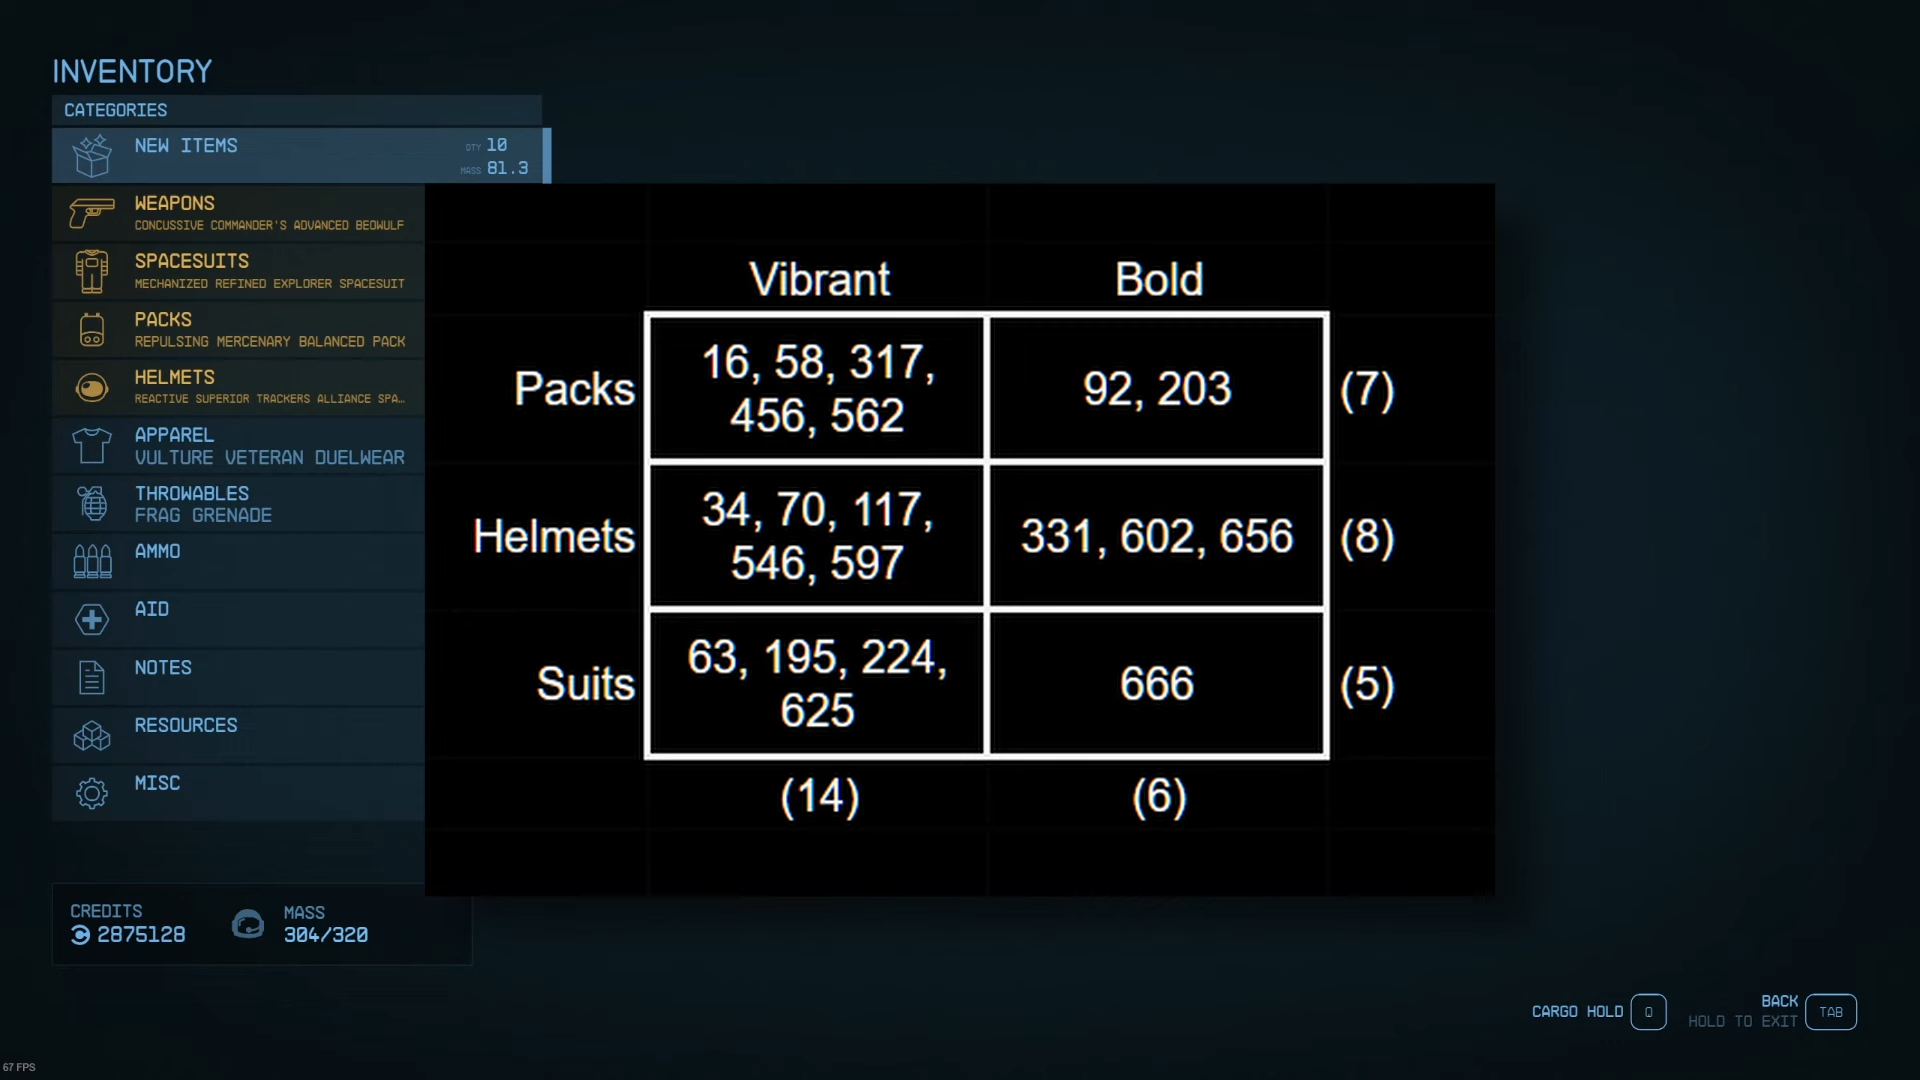 INVENTORY
CATEGORIES
NEW ITEMS
QTY 10
MASS 81.3
WEAPONS
CONCUSSIVE COMMANDER'S ADVANCED BEOWULF
SPACESUITS
MECHANIZED REFINED EXPLORER SPACESUIT
PACKS
REPULSING MERCENARY BALANCED PACK
HELMETS
REACTIVE SUPERIOR TRACKERS ALLIANCE SPA...
APPAREL
VULTURE VETERAN DUELWEAR
THROWABLES
FRAG GRENADE
AMMO
AID
NOTES
RESOURCES
MISC
CREDITS
2875128
MASS
304/320
Vibrant Bold
Packs 16, 58, 317, 92, 203 (7)
456, 562
Helmets 34, 70, 117, 331, 602, 656 (8)
546, 597
Suits 63, 195, 224, 666 (5)
625
(14) (6)
CARGO HOLD Q
BACK TAB
HOLD TO EXIT
67 FPS